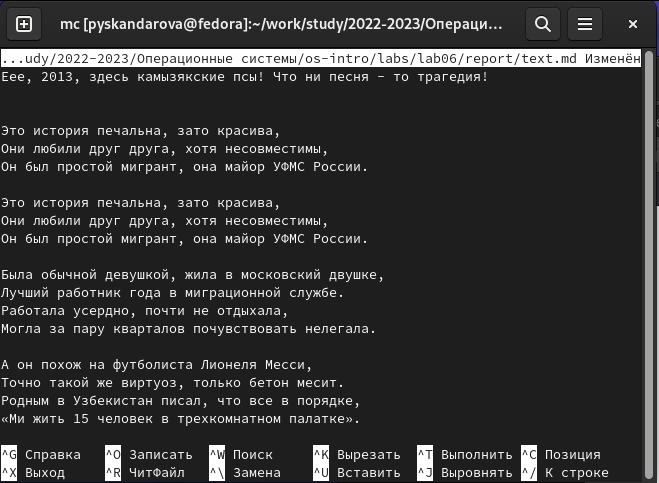 mc [pyskandarova@fedora]:~/work/study/2022-2023/Операци...
...udy/2022-2023/Операционные системы/os-intro/labs/lab06/report/text.md Изменён
Еее, 2013, здесь камызякские псы! Что ни песня - то трагедия!
Это история печальна, зато красива,
Они любили друг друга, хотя несовместимы,
Он был простой мигрант, она майор УФМС России.
Это история печальна, зато красива,
Они любили друг друга, хотя несовместимы,
Он был простой мигрант, она майор УФМС России.
Была обычной девушкой, жила в московский двушке,
Лучший работник года в миграционной службе.
Работала усердно, почти не отдыхала,
Могла за пару кварталов почувствовать нелегала.
А он похож на футболиста Лионеля Месси,
Точно такой же виртуоз, только бетон месит.
Родным в Узбекистан писал, что все в порядке,
«Ми жить 15 человек в трехкомнатном палатке».
^G Справка ^O Записать ^W Поиск ^K Вырезать ^T Выполнить ^C Позиция
^X Выход ^R ЧитФайл ^\ Замена ^U Вставить ^J Выровнять ^/ К строке